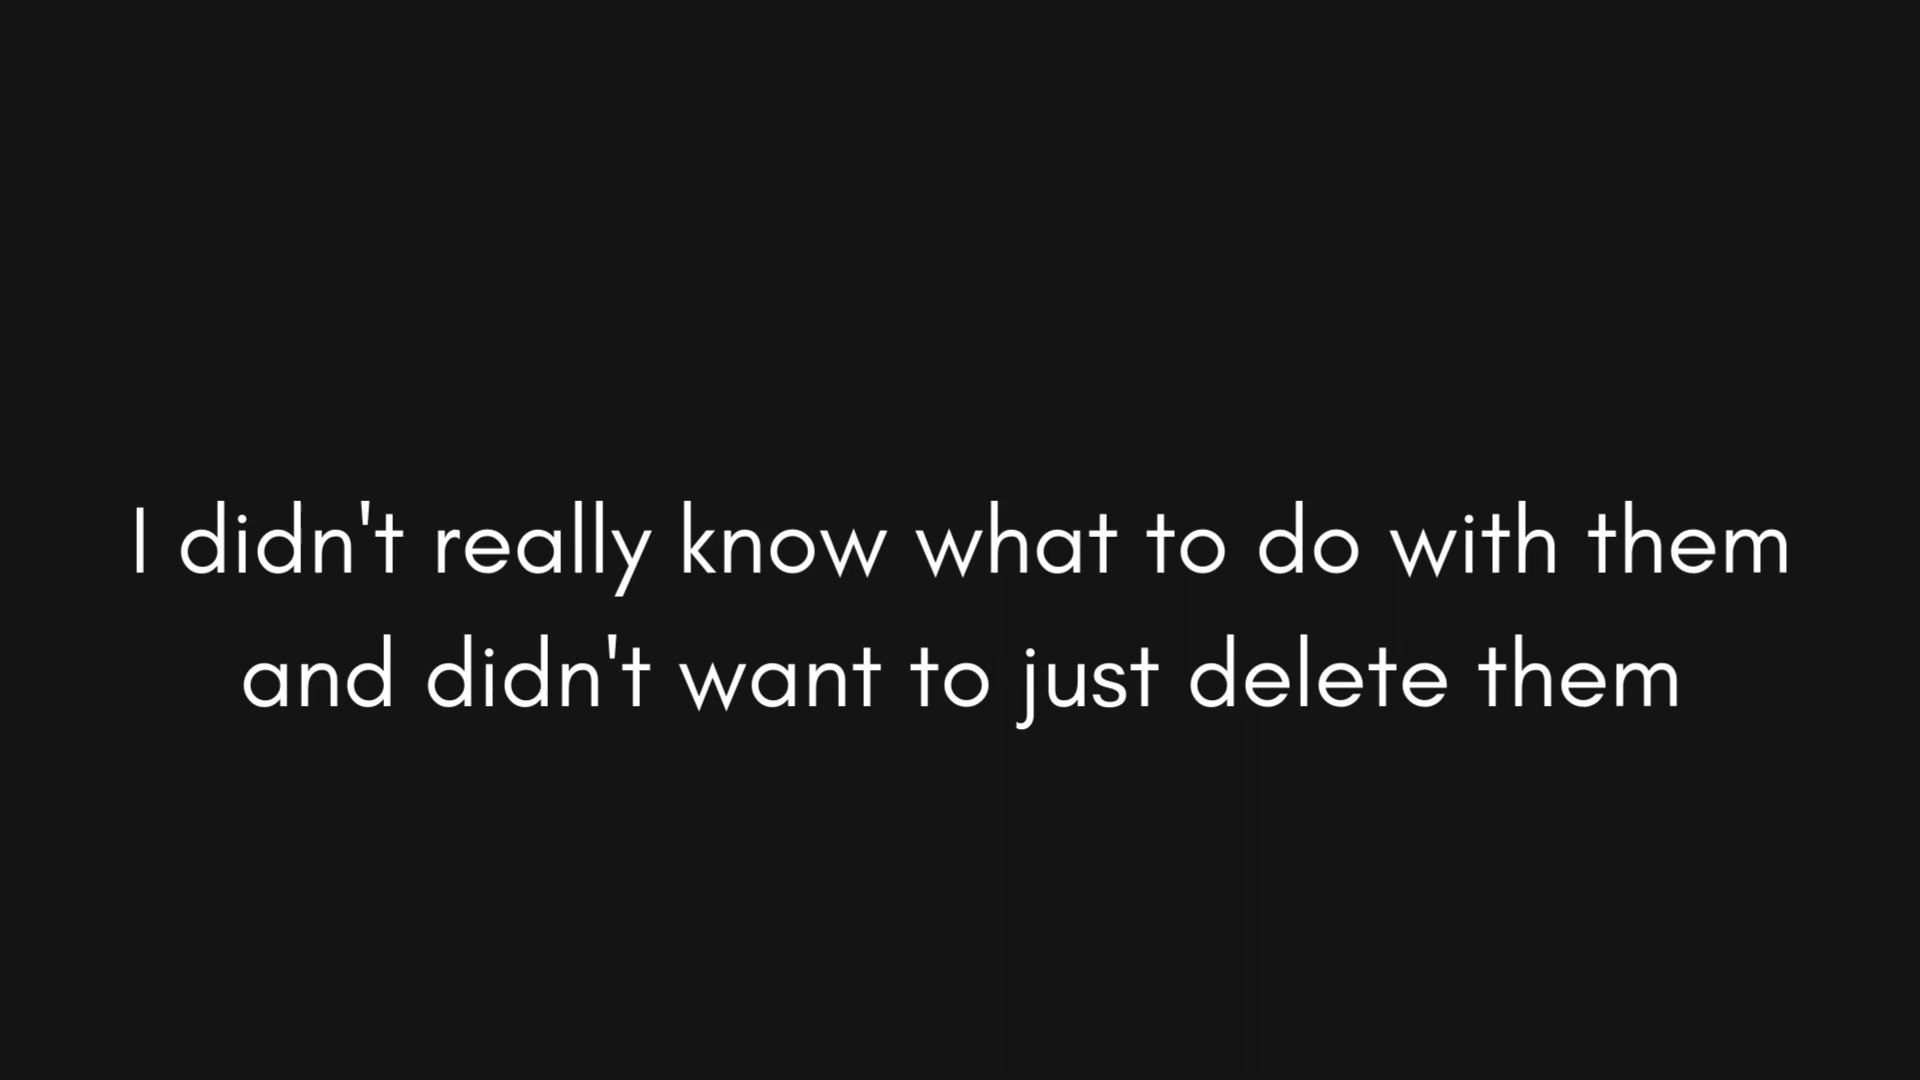 I didn't really know what to do with them
and didn't want to just delete them